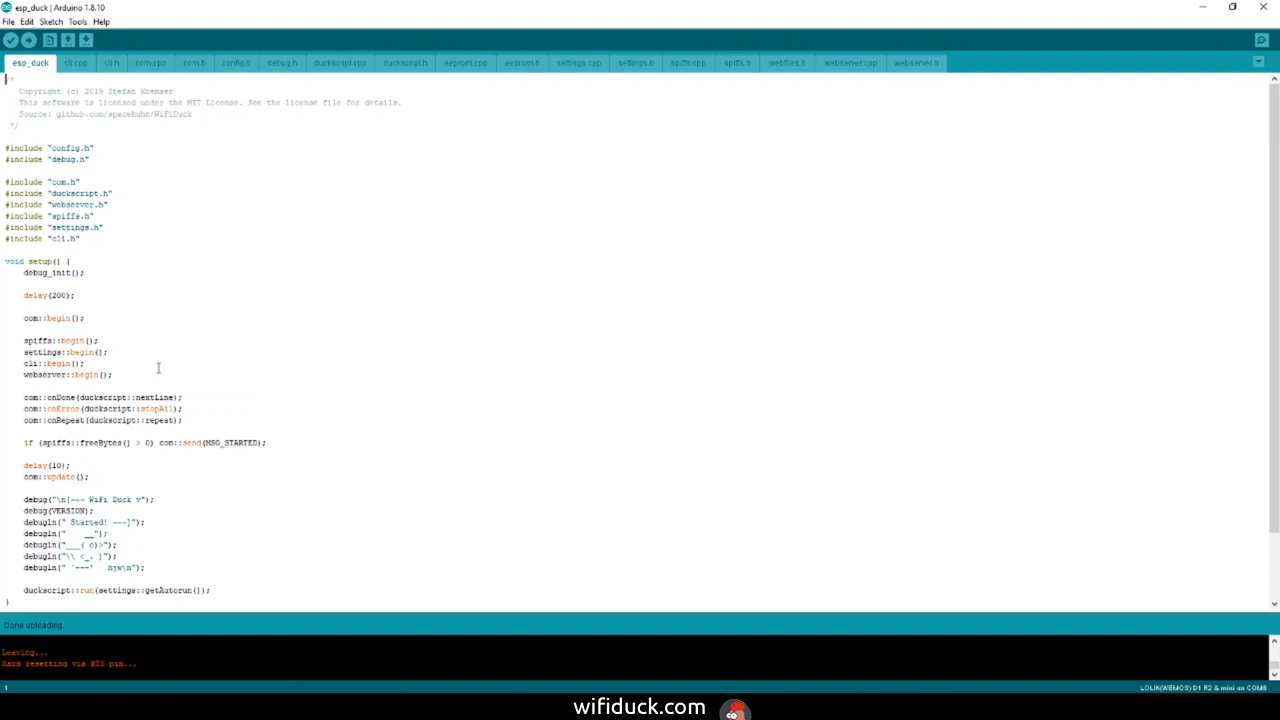 esp_duck | Arduino 1.8.10
File Edit Sketch Tools Help
esp_duck cli.cpp cli.h com.cpp com.h config.h debug.h duckscript.cpp duckscript.h eeprom.cpp eeprom.h settings.cpp settings.h spiffs.cpp spiffs.h webfiles.h webserver.cpp webserver.h
/*
Copyright (c) 2019 Stefan Kremser
This software is licensed under the MIT License. See the license file for details.
Source: github.com/spacehuhn/WiFiDuck
*/
#include "config.h"
#include "debug.h"
#include "com.h"
#include "duckscript.h"
#include "webserver.h"
#include "spiffs.h"
#include "settings.h"
#include "cli.h"
void setup() {
debug_init();
delay(200);
com::begin();
spiffs::begin();
settings::begin();
cli::begin();
webserver::begin();
com::onDone(duckscript::nextLine);
com::onError(duckscript::stopAll);
com::onRepeat(duckscript::repeat);
if (spiffs::freeBytes() > 0) com::send(MSG_STARTED);
delay(10);
com::update();
debug("\n[~~~ WiFi Duck v");
debug(VERSION);
debugln(" Started! ~~~]");
debugln("    __");
debugln("___( o)>");
debugln("\\ <_. )");
debugln(" `---'   hjw\n");
duckscript::run(settings::getAutorun());
}
Done uploading.
Leaving...
Hard resetting via RTS pin...
1 LOLIN(WEMOS) D1 R2 & mini on COM8
wifiduck.com